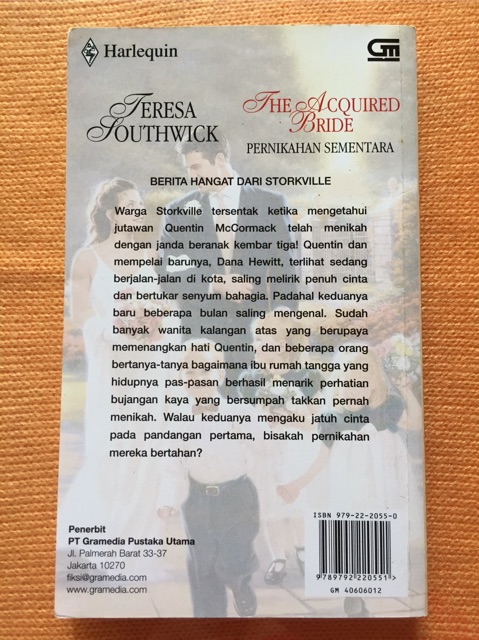 Harlequin
GM
TERESA
SOUTHWICK
THE ACQUIRED
BRIDE
PERNIKAHAN SEMENTARA
BERITA HANGAT DARI STORKVILLE
Warga Storkville tersentak ketika mengetahui
jutawan Quentin McCormack telah menikah
dengan janda beranak kembar tiga! Quentin dan
mempelai barunya, Dana Hewitt, terlihat sedang
berjalan-jalan di kota, saling melirik penuh cinta
dan bertukar senyum bahagia. Padahal keduanya
baru beberapa bulan saling mengenal. Sudah
banyak wanita kalangan atas yang berupaya
memenangkan hati Quentin, dan beberapa orang
bertanya-tanya bagaimana ibu rumah tangga yang
hidupnya pas-pasan berhasil menarik perhatian
bujangan kaya yang bersumpah takkan pernah
menikah. Walau keduanya mengaku jatuh cinta
pada pandangan pertama, bisakah pernikahan
mereka bertahan?
Penerbit
PT Gramedia Pustaka Utama
Jl. Palmerah Barat 33-37
Jakarta 10270
fiksi@gramedia.com
www.gramedia.com
ISBN 979-22-2055-0
9789792220551>
GM 40606012